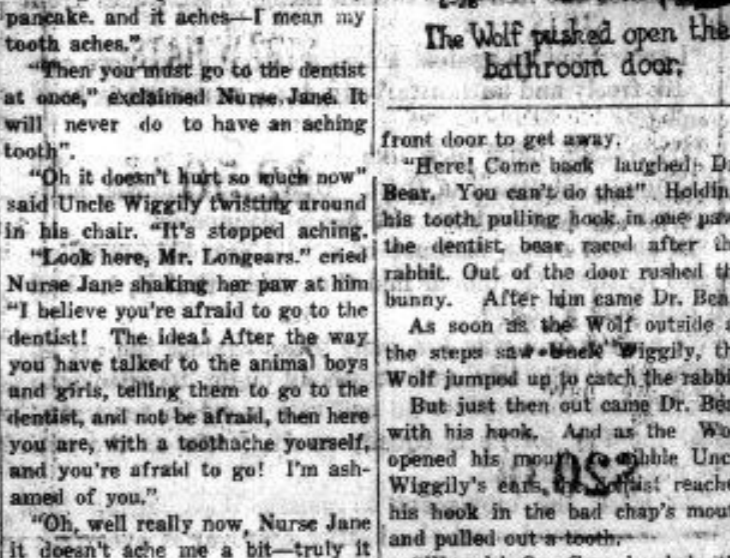 pancake. and it aches—I mean my
tooth aches."
"Then you must go to the dentist
at once," exclaimed Nurse Jane. It
will never do to have an aching
tooth".
"Oh it doesn't hurt so much now"
said Uncle Wiggily twisting around
in his chair. "It's stopped aching.
"Look here, Mr. Longears." cried
Nurse Jane shaking her paw at him
"I believe you're afraid to go to the
dentist! The idea! After the way
you have talked to the animal boys
and girls, telling them to go to the
dentist, and not be afraid, then here
you are, with a toothache yourself,
and you're afraid to go! I'm ash-
amed of you."
"Oh, well really now, Nurse Jane
it doesn't ache me a bit—truly it
The Wolf pushed open the
bathroom door.
front door to get away.
"Here! Come back laughed Dr
Bear. You can't do that" Holdin
his tooth pulling hook in one paw
the dentist bear raced after th
rabbit. Out of the door rushed th
bunny. After him came Dr. Bea
As soon as the Wolf outside
the steps saw Uncle Wiggily, th
Wolf jumped up to catch the rabbi
But just then out came Dr. Bea
with his hook. And as the Wo
opened his mouth to nibble Unc
Wiggily's ears, the dentist reache
his hook in the bad chap's mout
and pulled out a tooth.